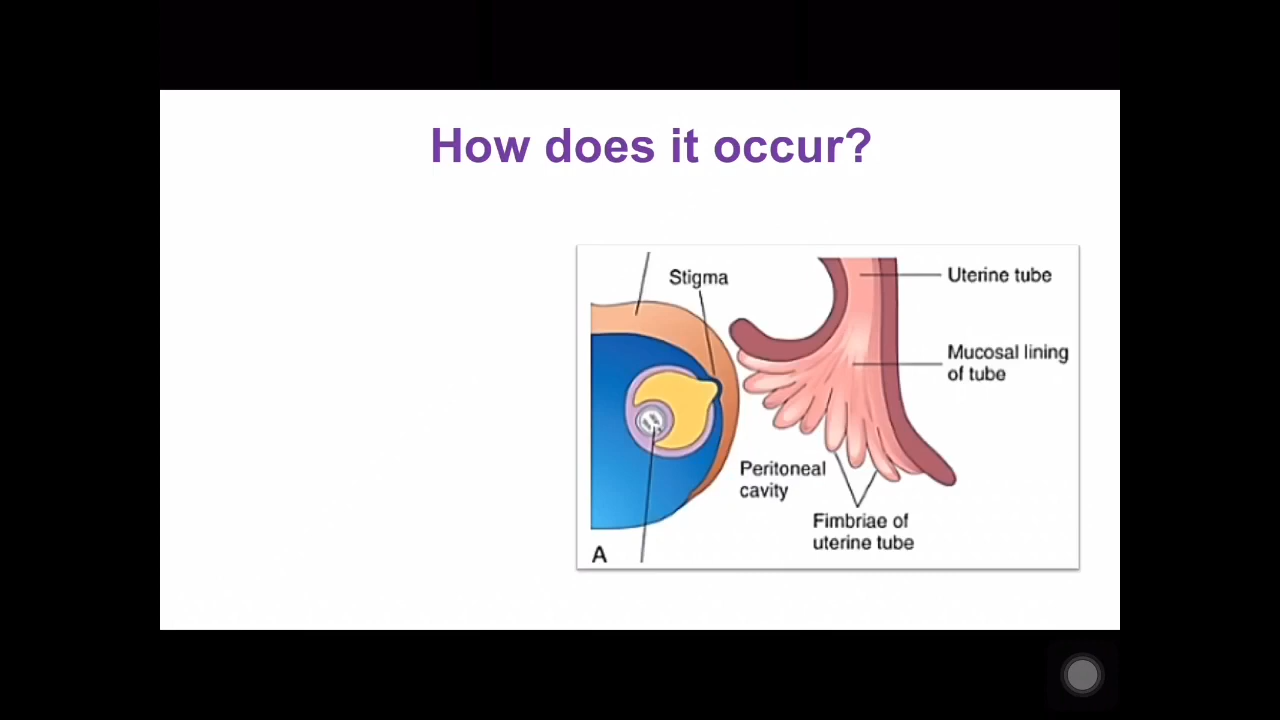 How does it occur?
Stigma
Uterine tube
Mucosal lining
of tube
Peritoneal
cavity
Fimbriae of
uterine tube
A